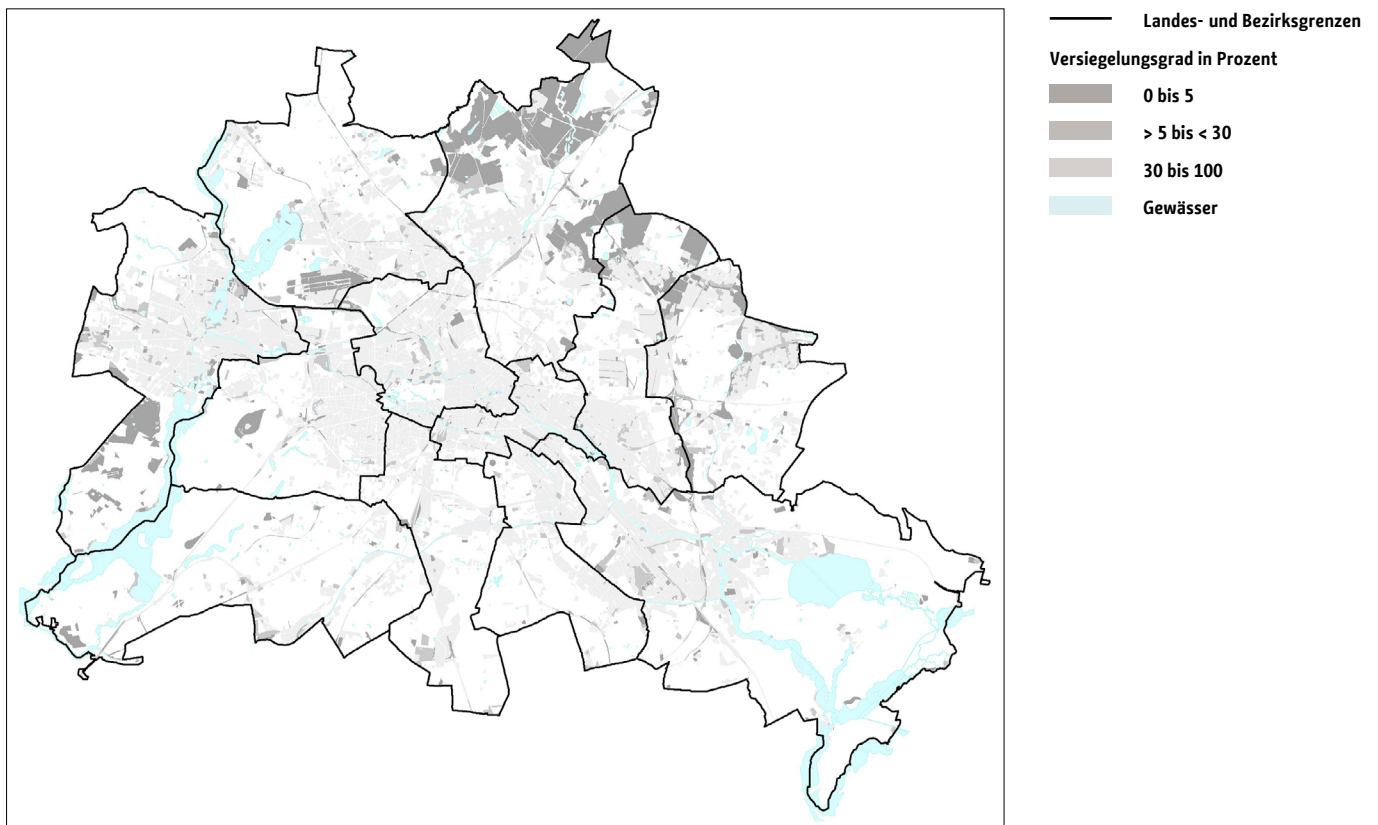 Landes- und Bezirksgrenzen
Versiegelungsgrad in Prozent
0 bis 5
> 5 bis < 30
30 bis 100
Gewässer